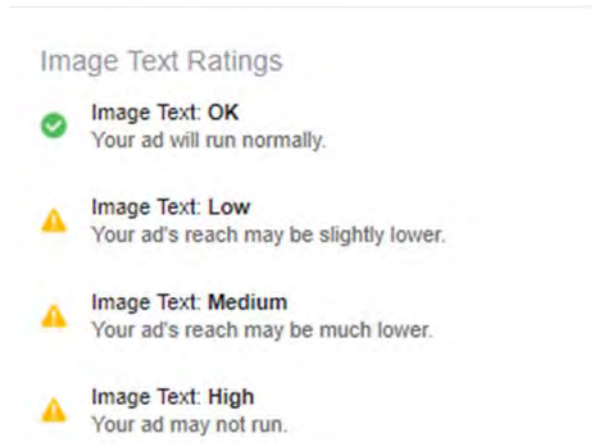 Image Text Ratings
Image Text: OK
Your ad will run normally.
Image Text: Low
Your ad's reach may be slightly lower.
Image Text: Medium
Your ad's reach may be much lower.
Image Text: High
Your ad may not run.